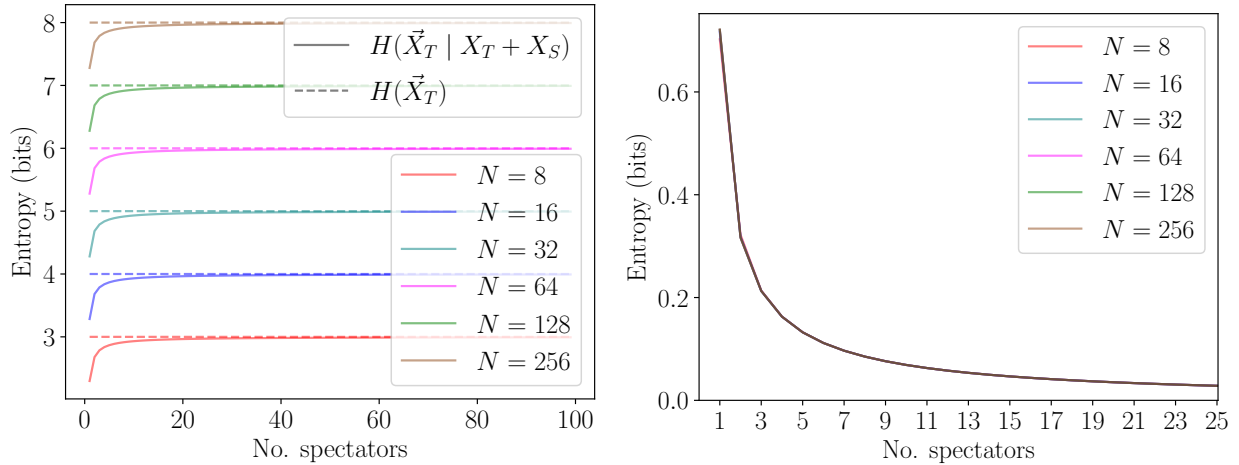 Entropy (bits)
8
7
6
5
4
3
0
20
40
60
80
100
No. spectators
H(\vec{X}_T | X_T + X_S)
H(\vec{X}_T)
N = 8
N = 16
N = 32
N = 64
N = 128
N = 256
Entropy (bits)
0.6
0.4
0.2
0.0
1
3
5
7
9
11
13
15
17
19
21
23
25
No. spectators
N = 8
N = 16
N = 32
N = 64
N = 128
N = 256